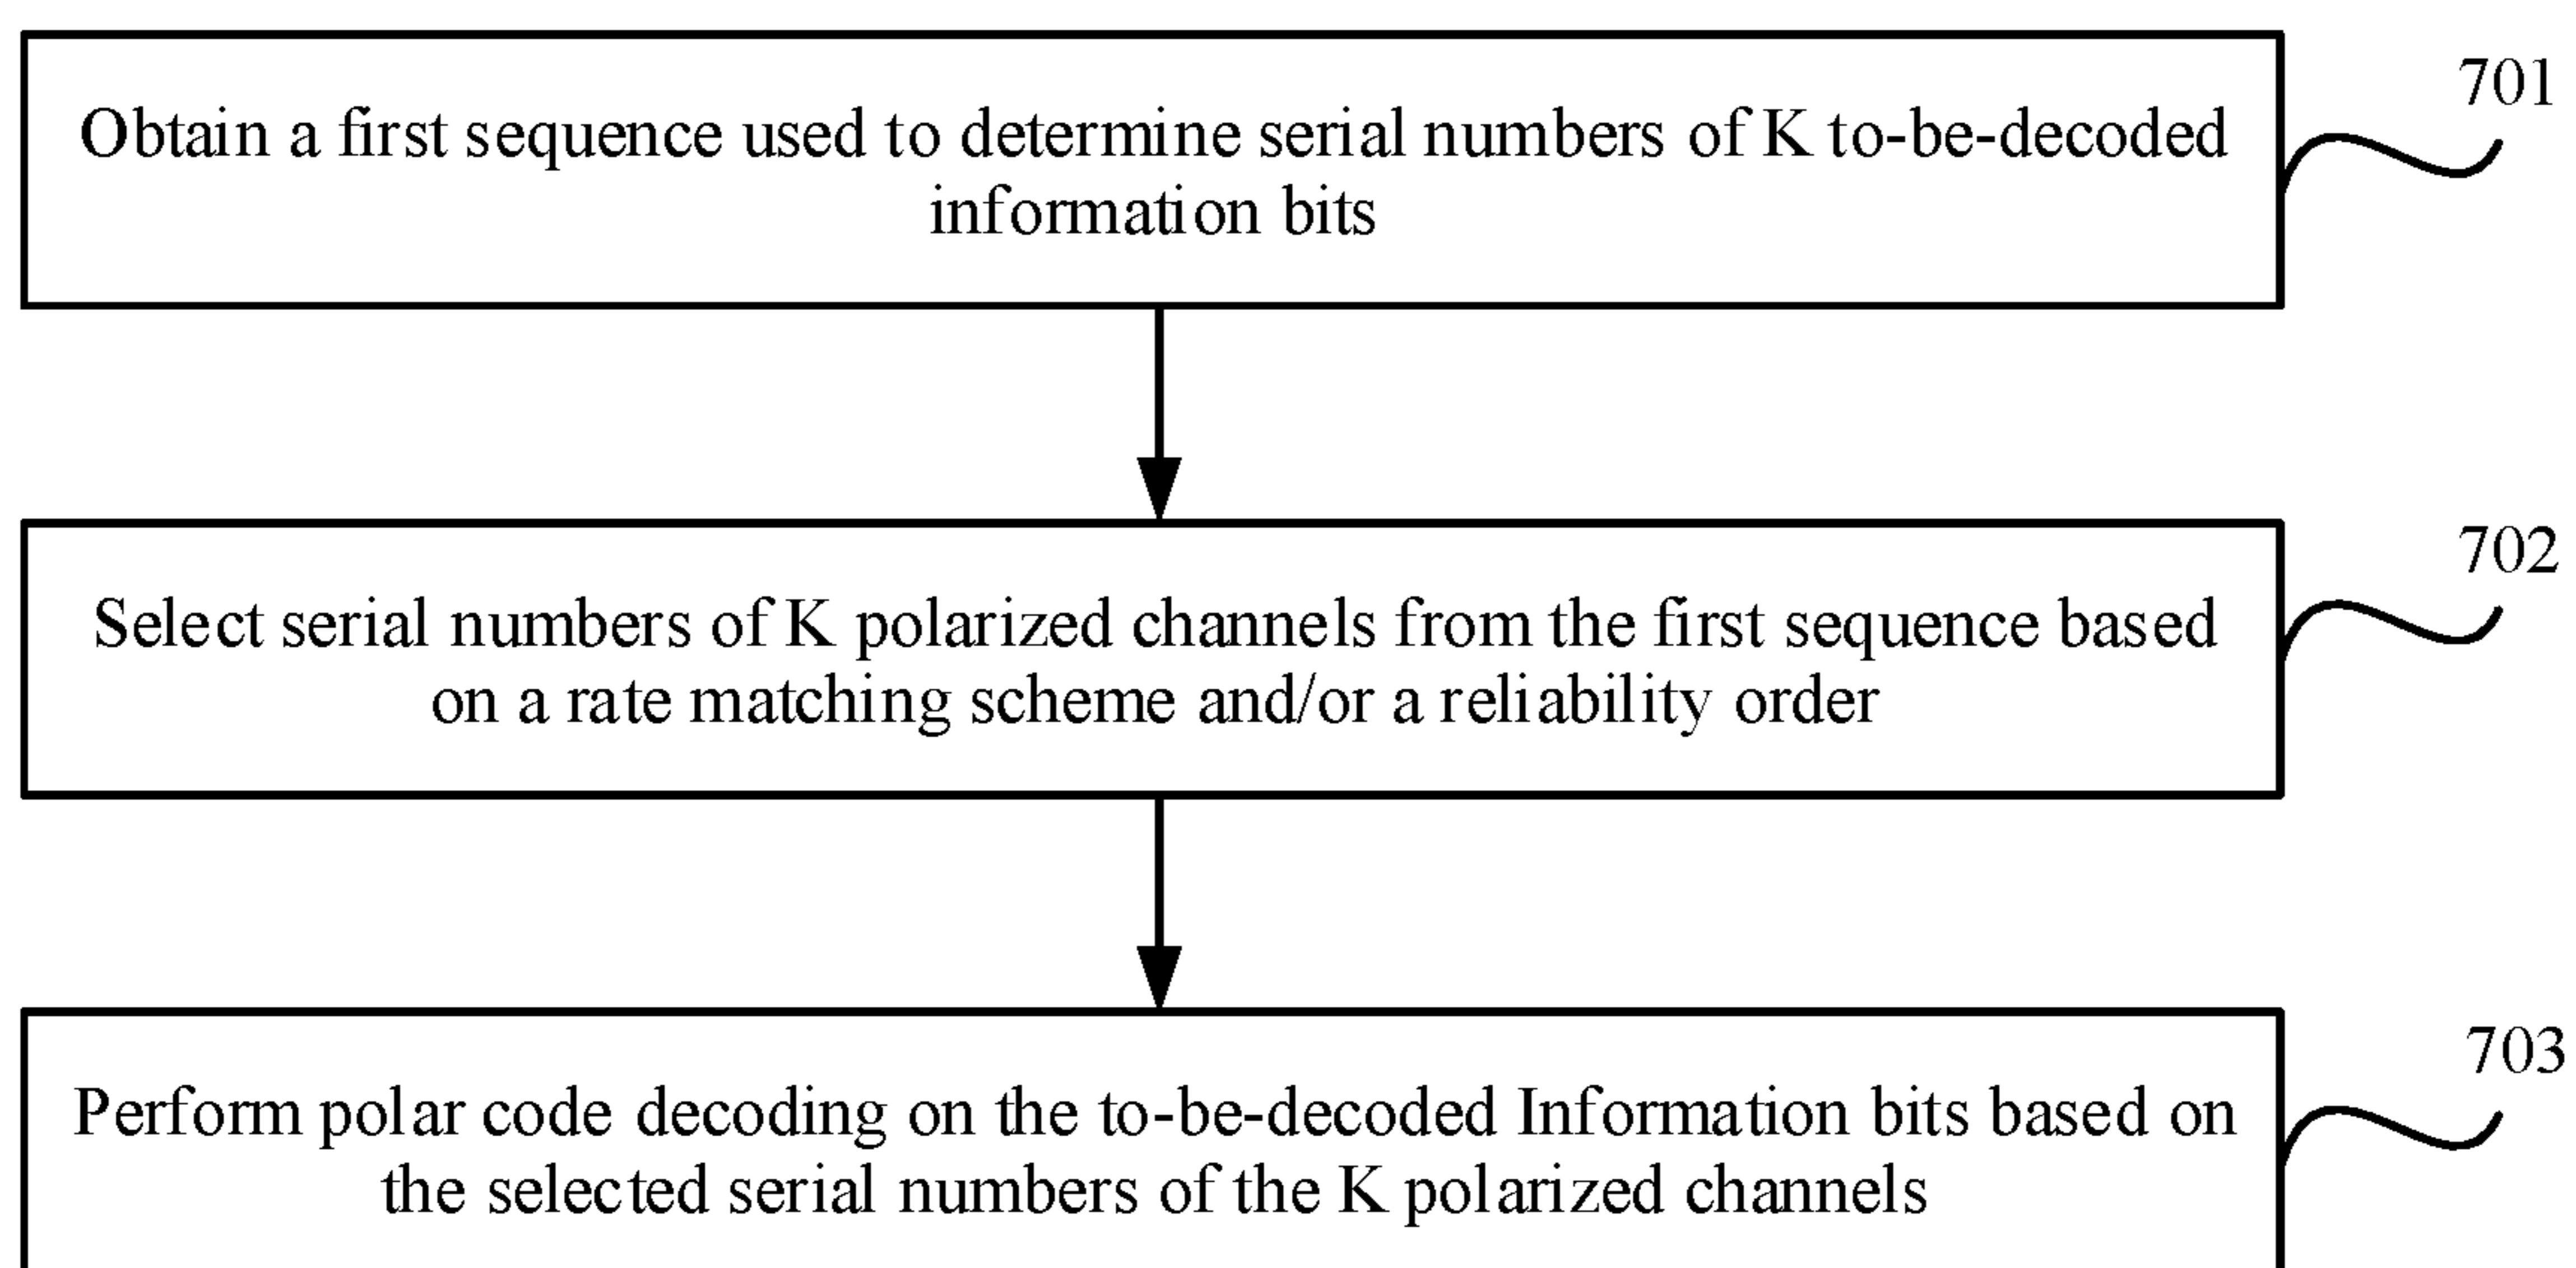 701
Obtain a first sequence used to determine serial numbers of K to-be-decoded
information bits
702
Select serial numbers of K polarized channels from the first sequence based
on a rate matching scheme and/or a reliability order
703
Perform polar code decoding on the to-be-decoded Information bits based on
the selected serial numbers of the K polarized channels